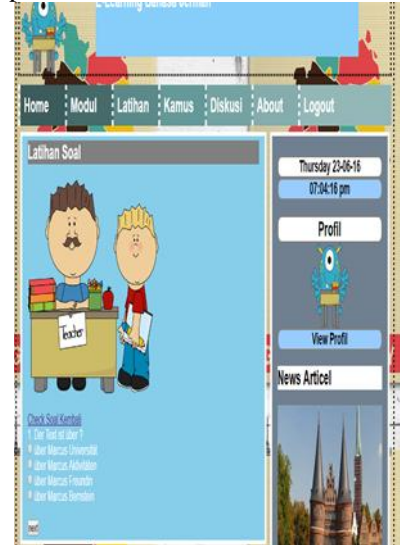 E-Learning Bahasa Jerman
Home Modul Latihan Kamus Diskusi About Logout
Latihan Soal
Teacher
Check Soal Kembali
1. Der Text ist über ?
über Marcus Universität
über Marcus Aktivitäten
über Marcus Freundin
über Marcus Bernstein
next
Thursday 23-06-16
07:04:16 pm
Profil
View Profil
News Articel